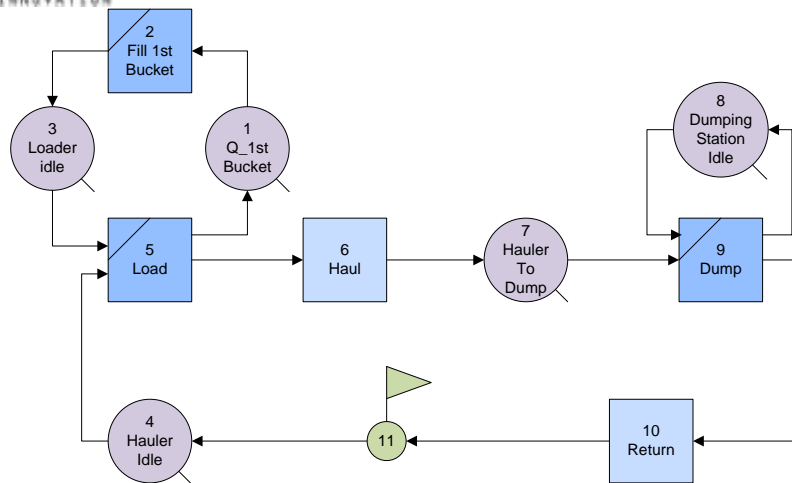 INNOVATION
2
Fill 1st
Bucket
3
Loader
idle
1
Q_1st
Bucket
8
Dumping
Station
Idle
5
Load
6
Haul
7
Hauler
To
Dump
9
Dump
4
Hauler
Idle
11
10
Return